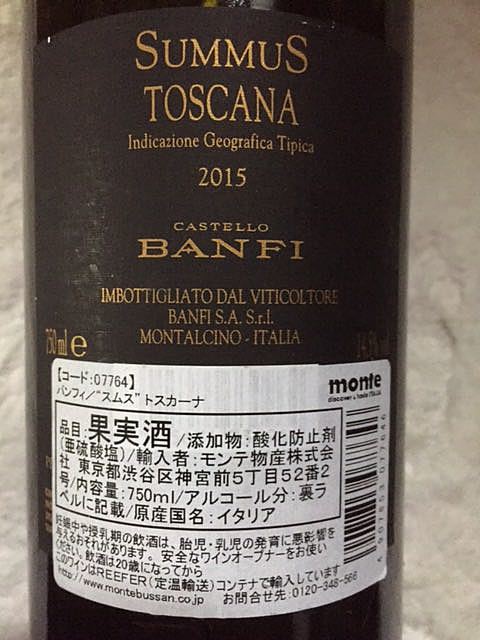 SUMMUS
TOSCANA
Indicazione Geografica Tipica
2015
CASTELLO
BANFI
IMBOTTIGLIATO DAL VITICOLTORE
BANFI S.A. S.r.l.
MONTALCINO - ITALIA
750 ml e
【コード:07764】
バンフィ/“スムス”トスカーナ
monte
discover & taste ITALIA
品目:果実酒/添加物:酸化防止剤
(亜硫酸塩)/輸入者:モンテ物産株式会
社 東京都渋谷区神宮前5丁目52番2
号/内容量:750ml/アルコール分:裏ラ
ベルに記載/原産国名:イタリア
妊娠中や授乳期の飲酒は、胎児・乳児の発育に悪影響を
与えるおそれがあります。安全なワインオープナーをお使い
ください。飲酒は20歳になってから
このワインはREEFER(定温輸送)コンテナで輸入しています
http://www.montebussan.co.jp/ お問合せ先:0120-348-566